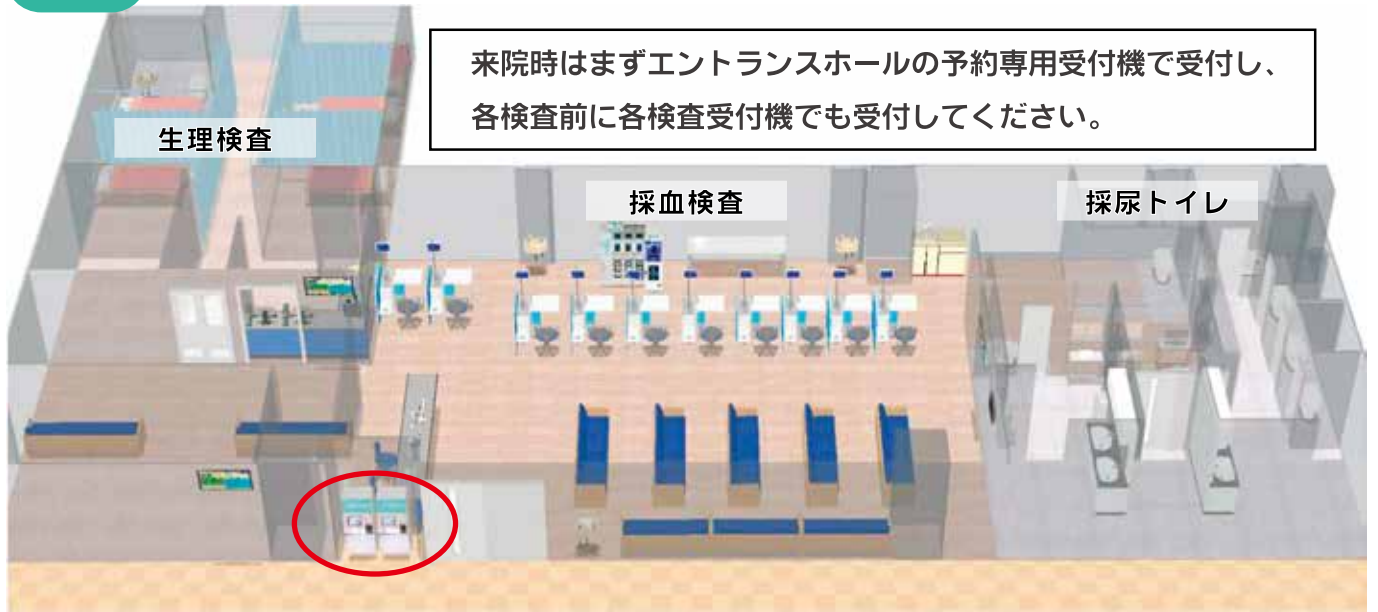 来院時はまずエントランスホールの予約専用受付機で受付し、
各検査前に各検査受付機でも受付してください。
生理検査
採血検査
採尿トイレ